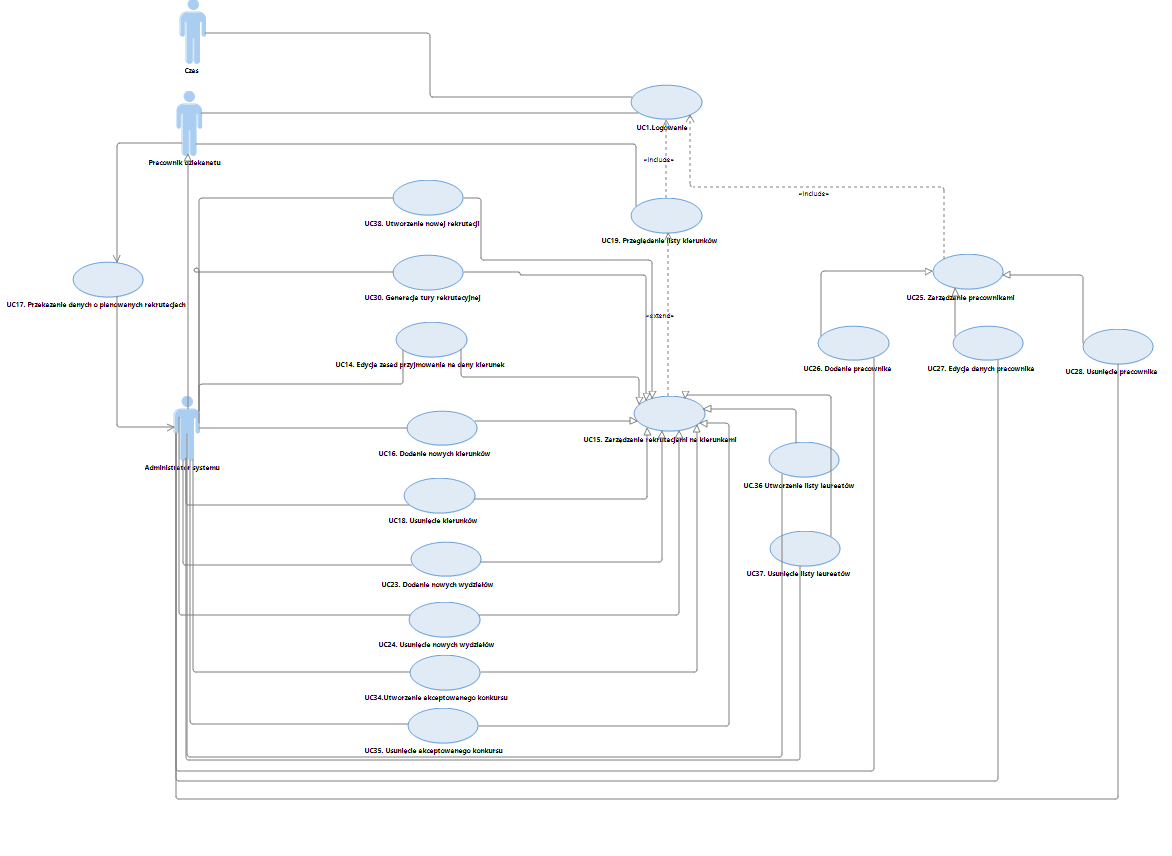 Czas
UC1.Logowanie
Pracownik dziekanatu
«include»
«include»
UC38. Utworzenie nowej rekrutacji
UC19. Przeglądanie listy kierunków
UC17. Przekazanie danych o planowanych rekrutacjach
UC30. Generacja tury rekrutacyjnej
UC25. Zarządzanie pracownikami
«extend»
UC14. Edycja zasad przyjmowania na dany kierunek
UC26. Dodanie pracownika
UC27. Edycja danych pracownika
UC28. Usunięcie pracownika
UC15. Zarządzanie rekrutacjami na kierunkami
UC16. Dodanie nowych kierunków
Administrator systemu
UC.36 Utworzenie listy laureatów
UC18. Usunięcie kierunków
UC37. Usunięcie listy laureatów
UC23. Dodanie nowych wydziałów
UC24. Usunięcie nowych wydziałów
UC34.Utworzenie akceptowanego konkursu
UC35. Usunięcie akceptowanego konkursu